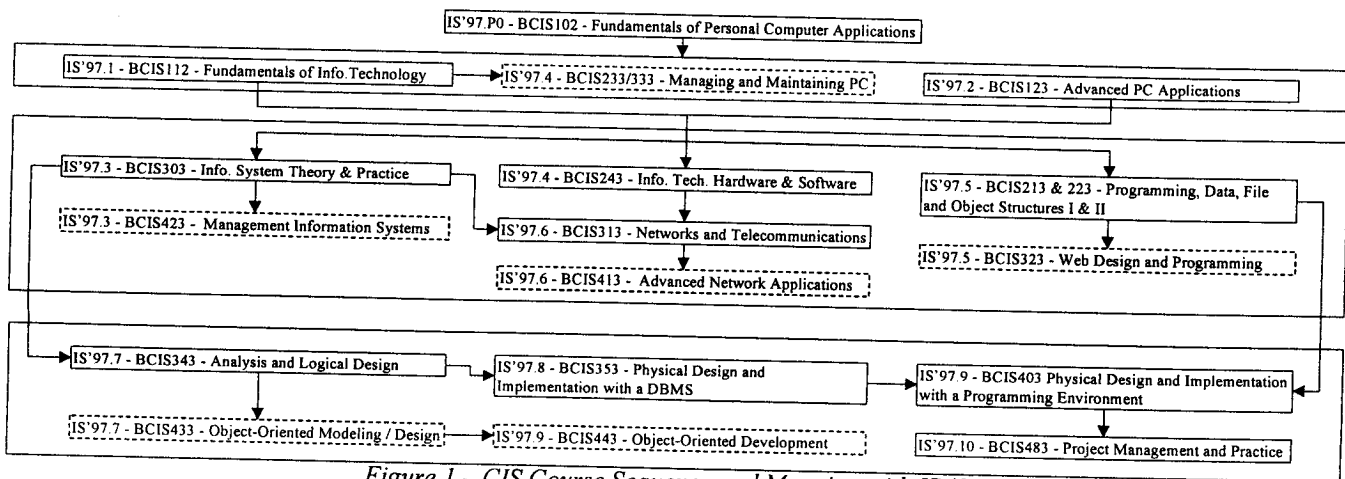 IS'97.P0 - BCIS102 - Fundamentals of Personal Computer Applications
IS'97.1 - BCIS112 - Fundamentals of Info.Technology
IS'97.4 - BCIS233/333 - Managing and Maintaining PC
IS'97.2 - BCIS123 - Advanced PC Applications
IS'97.3 - BCIS303 - Info. System Theory & Practice
IS'97.4 - BCIS243 - Info. Tech. Hardware & Software
IS'97.5 - BCIS213 & 223 - Programming, Data, File
and Object Structures I & II
IS'97.3 - BCIS423 - Management Information Systems
IS'97.6 - BCIS313 - Networks and Telecommunications
IS'97.5 - BCIS323 - Web Design and Programming
IS'97.6 - BCIS413 - Advanced Network Applications
IS'97.7 - BCIS343 - Analysis and Logical Design
IS'97.8 - BCIS353 - Physical Design and
Implementation with a DBMS
IS'97.9 - BCIS403 Physical Design and Implementation
with a Programming Environment
IS'97.7 - BCIS433 - Object-Oriented Modeling / Design
IS'97.9 - BCIS443 - Object-Oriented Development
IS'97.10 - BCIS483 - Project Management and Practice
Figure 1. CIS Course Sequence and